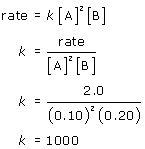 rate = k [A]² [B]
k = rate / [A]² [B]
k = 2.0 / (0.10)² (0.20)
k = 1000